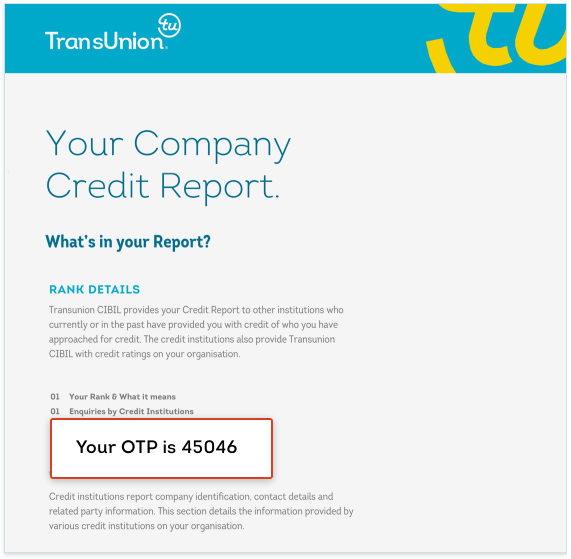 tu
TransUnion
tu
Your Company
Credit Report.
What's in your Report?
RANK DETAILS
Transunion CIBIL provides your Credit Report to other institutions who
currently or in the past have provided you with credit of who you have
approached for credit. The credit institutions also provide Transunion
CIBIL with credit ratings on your organisation.
01 Your Rank & What it means
01 Enquiries by Credit Institutions
Your OTP is 45046
Credit institutions report company identification, contact details and
related party information. This section details the information provided by
various credit institutions on your organisation.